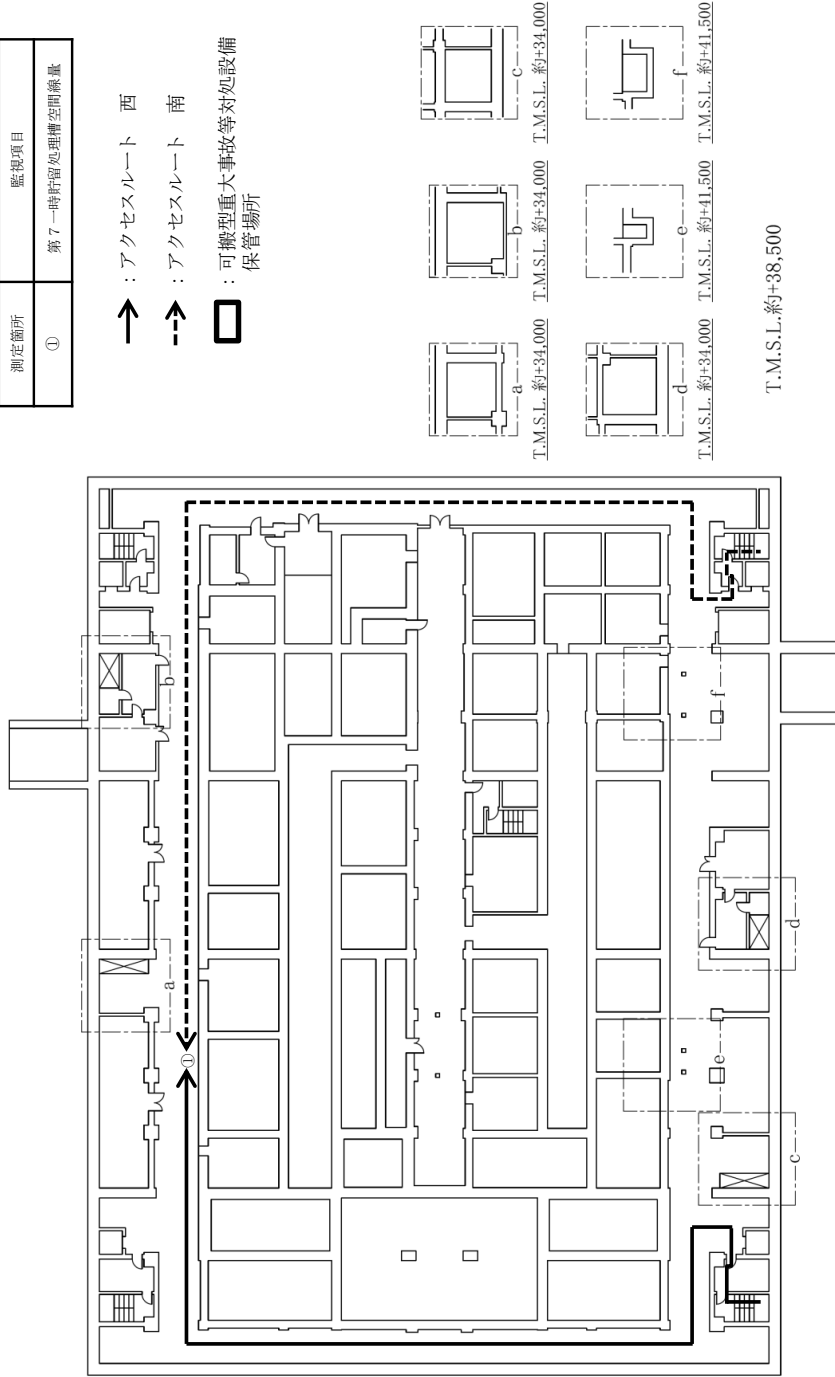 測定箇所 監視項目
① 第7一時貯留処理槽空間線量
：アクセスルート 西
：アクセスルート 南
：可搬型重大事故等対処設備
保管場所
a
b
c
T.M.S.L. 約+34,000
T.M.S.L. 約+34,000
T.M.S.L. 約+34,000
d
e
f
T.M.S.L. 約+34,000
T.M.S.L. 約+41,500
T.M.S.L. 約+41,500
T.M.S.L.約+38,500
a
b
①
e
f
c
d